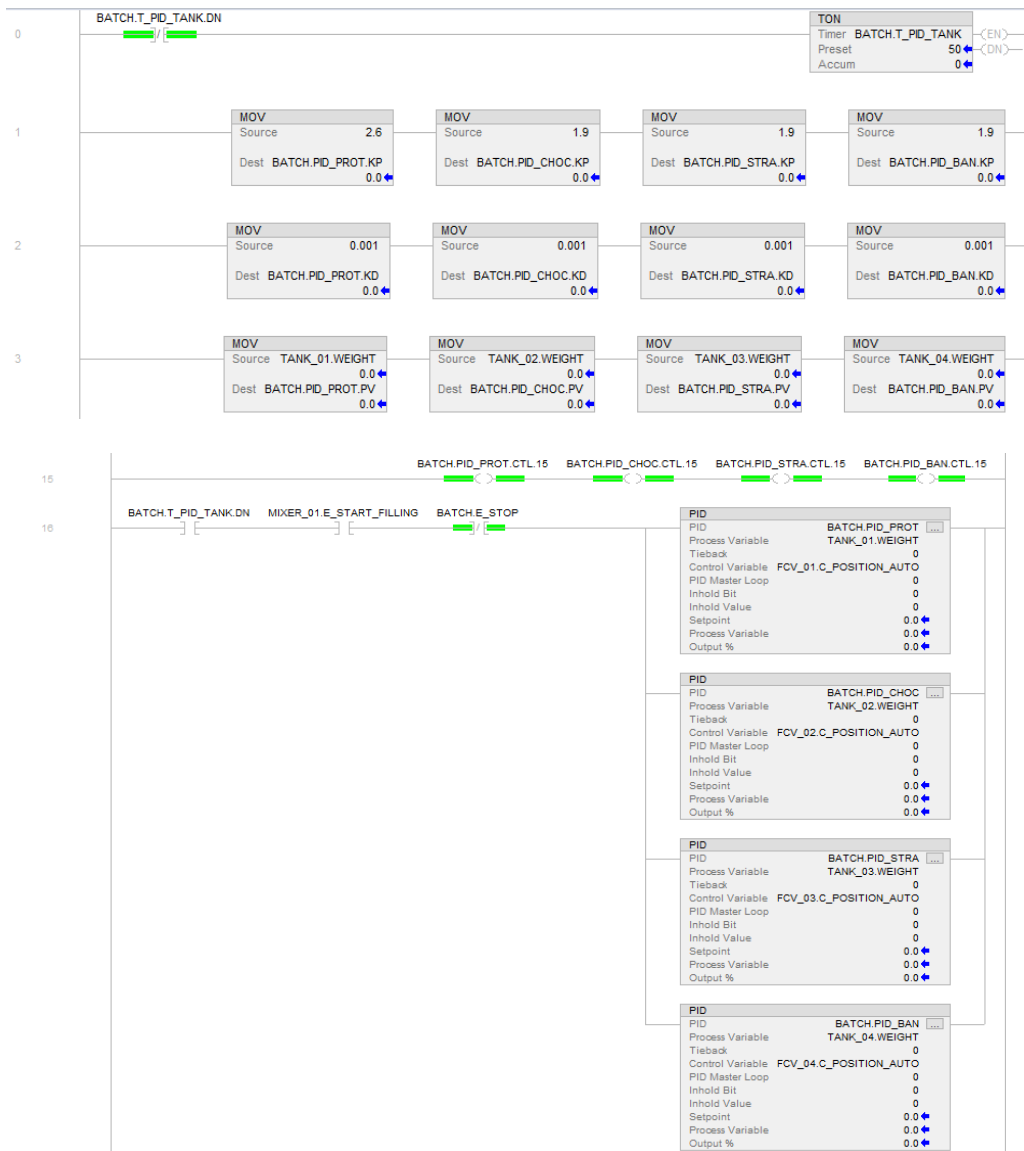 BATCH.T_PID_TANK.DN
0
TON
Timer BATCH.T_PID_TANK (EN)
Preset 50 (DN)
Accum 0
1
MOV MOV MOV MOV
Source 2.6 Source 1.9 Source 1.9 Source 1.9
Dest BATCH.PID_PROT.KP Dest BATCH.PID_CHOC.KP Dest BATCH.PID_STRA.KP Dest BATCH.PID_BAN.KP
0.0 0.0 0.0 0.0
2
MOV MOV MOV MOV
Source 0.001 Source 0.001 Source 0.001 Source 0.001
Dest BATCH.PID_PROT.KD Dest BATCH.PID_CHOC.KD Dest BATCH.PID_STRA.KD Dest BATCH.PID_BAN.KD
0.0 0.0 0.0 0.0
3
MOV MOV MOV MOV
Source TANK_01.WEIGHT Source TANK_02.WEIGHT Source TANK_03.WEIGHT Source TANK_04.WEIGHT
0.0 0.0 0.0 0.0
Dest BATCH.PID_PROT.PV Dest BATCH.PID_CHOC.PV Dest BATCH.PID_STRA.PV Dest BATCH.PID_BAN.PV
0.0 0.0 0.0 0.0
BATCH.PID_PROT.CTL.15 BATCH.PID_CHOC.CTL.15 BATCH.PID_STRA.CTL.15 BATCH.PID_BAN.CTL.15
15
BATCH.T_PID_TANK.DN MIXER_01.E_START_FILLING BATCH.E_STOP
16
PID
PID BATCH.PID_PROT ...
Process Variable TANK_01.WEIGHT
Tieback 0
Control Variable FCV_01.C_POSITION_AUTO
PID Master Loop 0
Inhold Bit 0
Inhold Value 0
Setpoint 0.0
Process Variable 0.0
Output % 0.0
PID
PID BATCH.PID_CHOC ...
Process Variable TANK_02.WEIGHT
Tieback 0
Control Variable FCV_02.C_POSITION_AUTO
PID Master Loop 0
Inhold Bit 0
Inhold Value 0
Setpoint 0.0
Process Variable 0.0
Output % 0.0
PID
PID BATCH.PID_STRA ...
Process Variable TANK_03.WEIGHT
Tieback 0
Control Variable FCV_03.C_POSITION_AUTO
PID Master Loop 0
Inhold Bit 0
Inhold Value 0
Setpoint 0.0
Process Variable 0.0
Output % 0.0
PID
PID BATCH.PID_BAN ...
Process Variable TANK_04.WEIGHT
Tieback 0
Control Variable FCV_04.C_POSITION_AUTO
PID Master Loop 0
Inhold Bit 0
Inhold Value 0
Setpoint 0.0
Process Variable 0.0
Output % 0.0